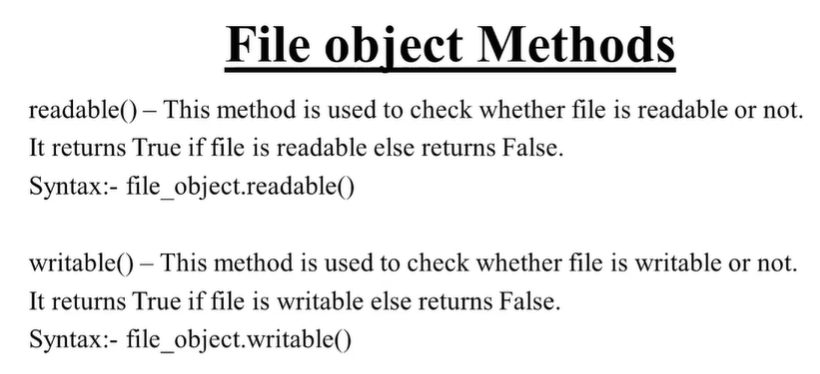 File object Methods
readable() – This method is used to check whether file is readable or not.
It returns True if file is readable else returns False.
Syntax:- file_object.readable()
writable() – This method is used to check whether file is writable or not.
It returns True if file is writable else returns False.
Syntax:- file_object.writable()